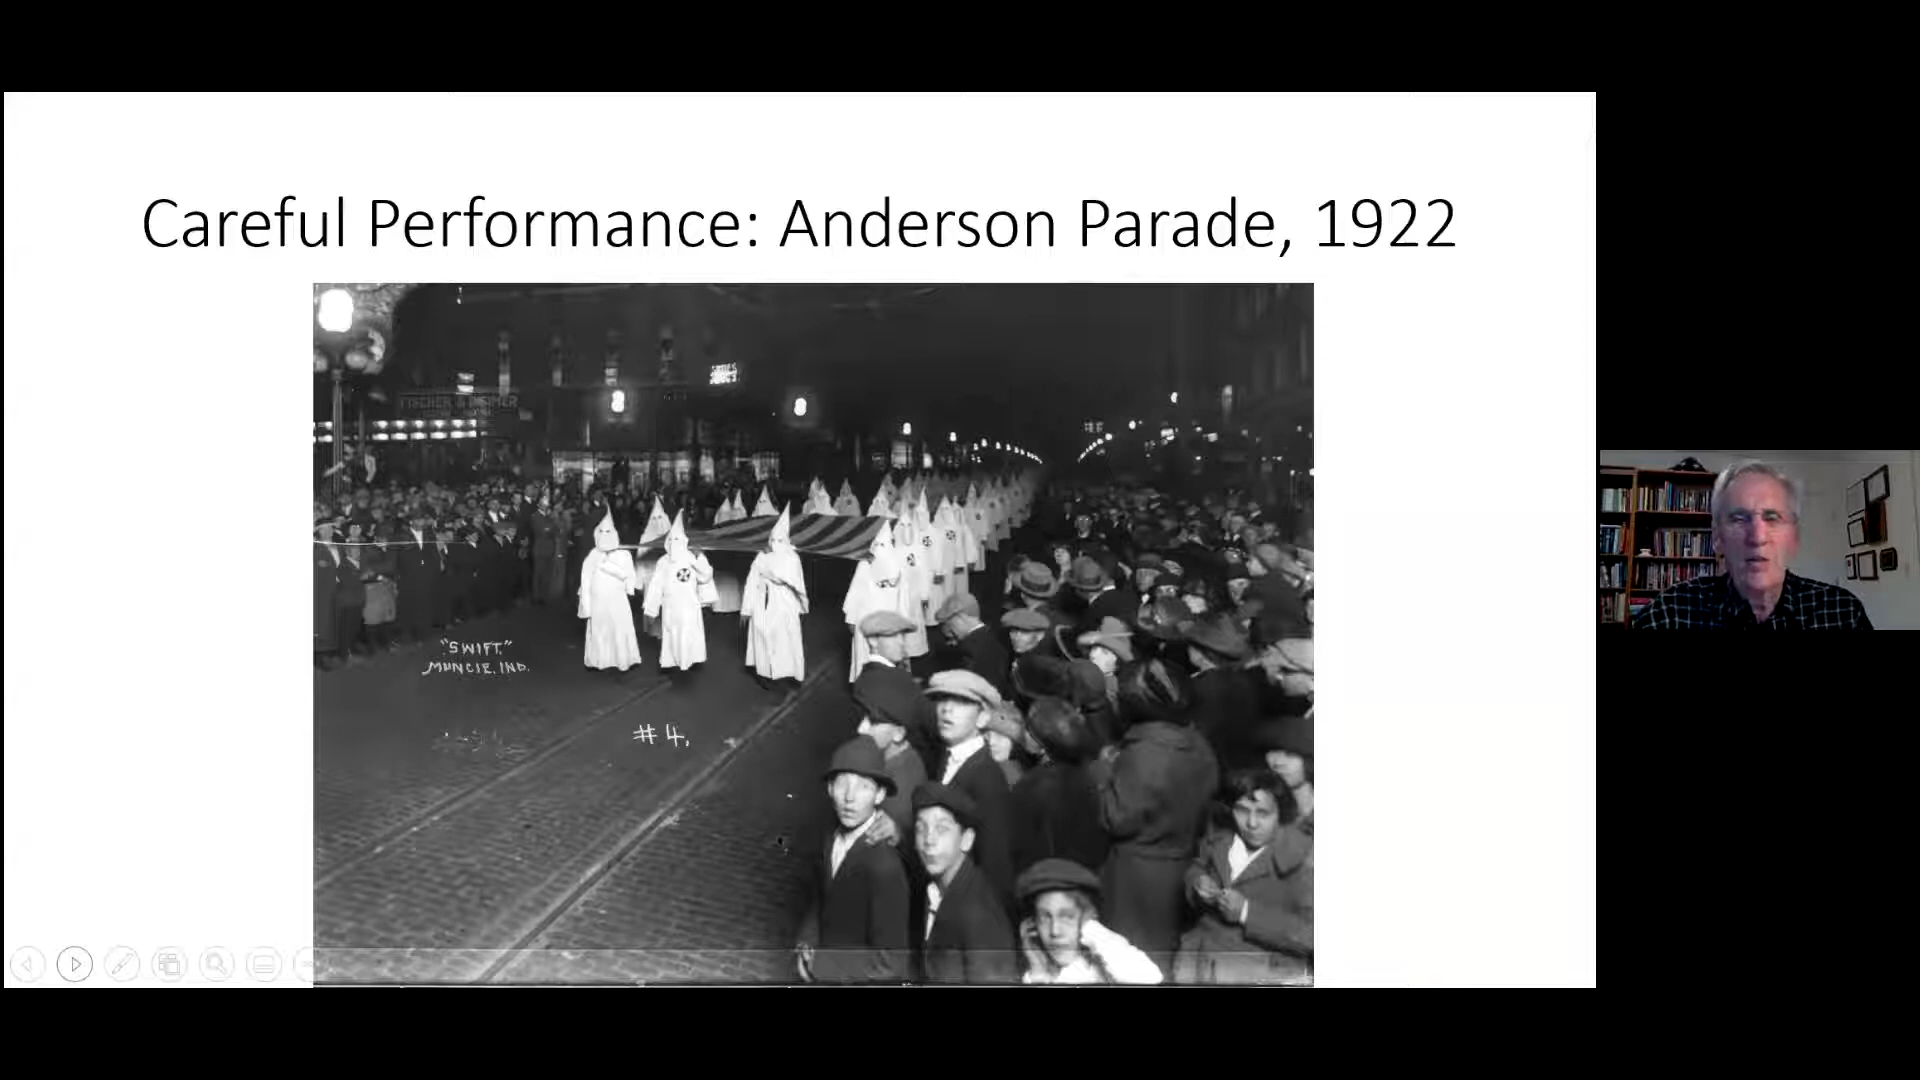 Careful Performance: Anderson Parade, 1922
"SWIFT."
MUNCIE, IND.
#4.